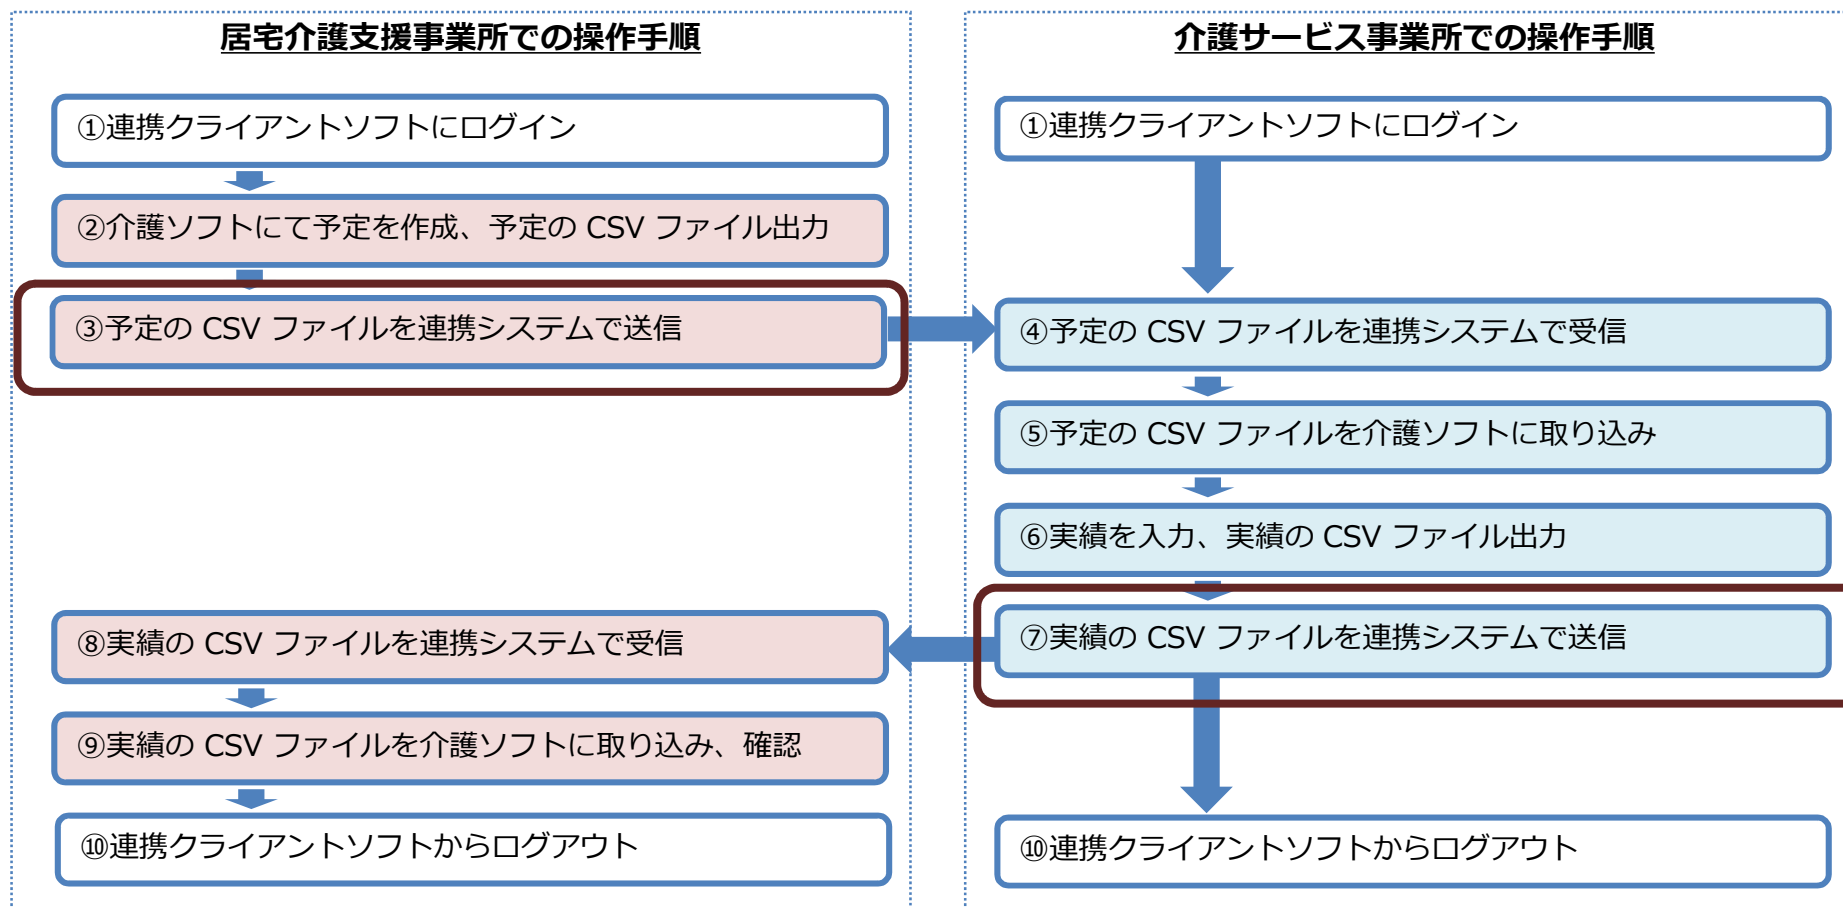 居宅介護支援事業所での操作手順
①連携クライアントソフトにログイン
②介護ソフトにて予定を作成、予定の CSV ファイル出力
③予定の CSV ファイルを連携システムで送信
⑧実績の CSV ファイルを連携システムで受信
⑨実績の CSV ファイルを介護ソフトに取り込み、確認
⑩連携クライアントソフトからログアウト
介護サービス事業所での操作手順
①連携クライアントソフトにログイン
④予定の CSV ファイルを連携システムで受信
⑤予定の CSV ファイルを介護ソフトに取り込み
⑥実績を入力、実績の CSV ファイル出力
⑦実績の CSV ファイルを連携システムで送信
⑩連携クライアントソフトからログアウト